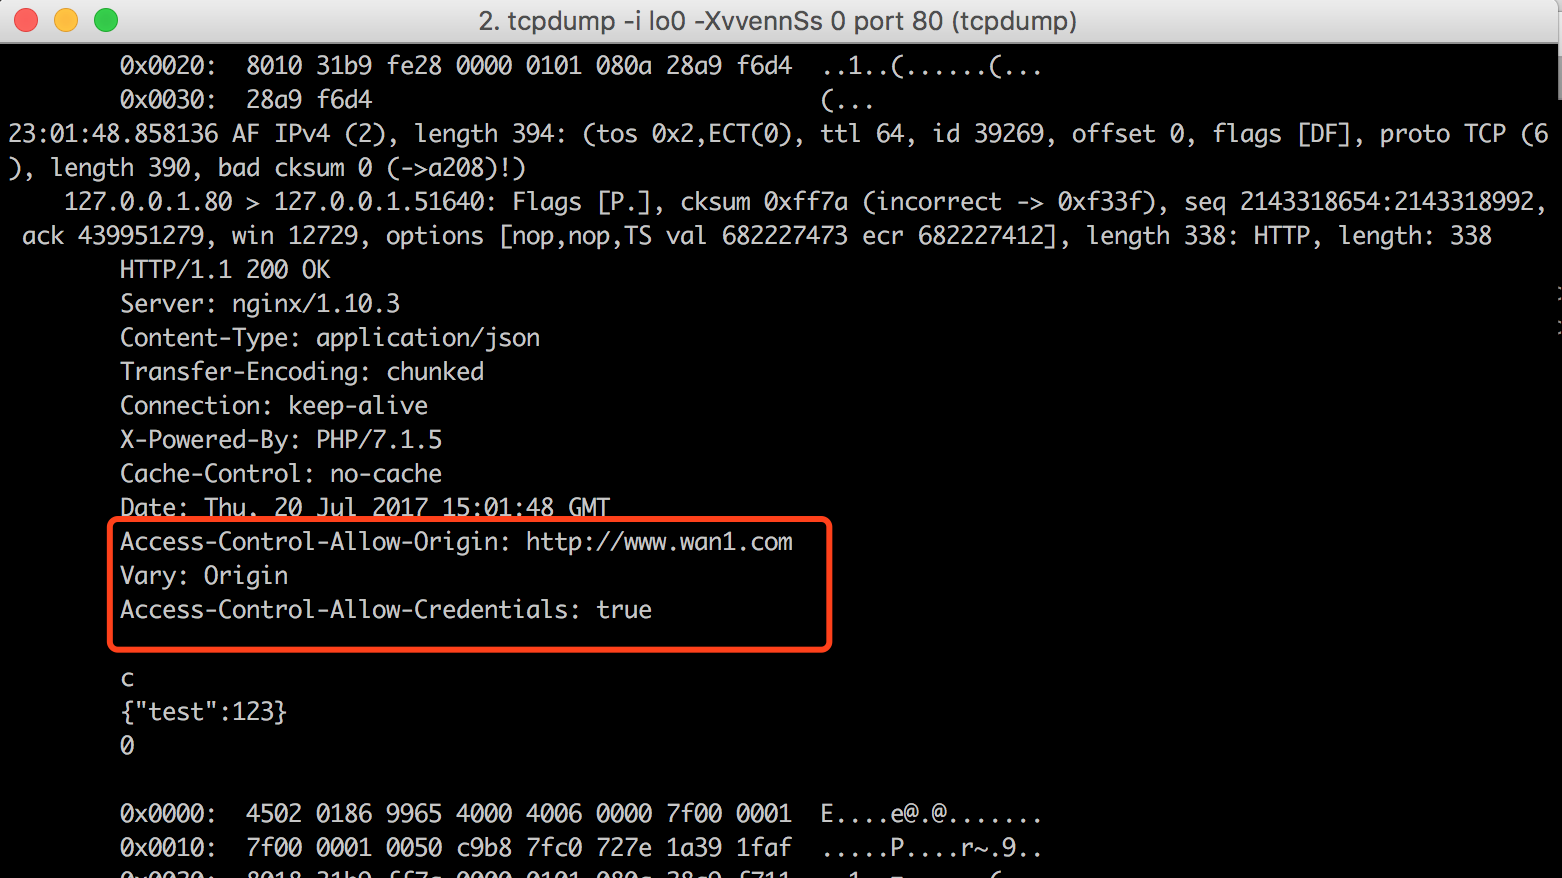 2. tcpdump -i lo0 -XvvennSs 0 port 80 (tcpdump)
0x0020:  8010 31b9 fe28 0000 0101 080a 28a9 f6d4  ..1..(......(...
0x0030:  28a9 f6d4                                (...
23:01:48.858136 AF IPv4 (2), length 394: (tos 0x2,ECT(0), ttl 64, id 39269, offset 0, flags [DF], proto TCP (6
), length 390, bad cksum 0 (->a208)!)
127.0.0.1.80 > 127.0.0.1.51640: Flags [P.], cksum 0xff7a (incorrect -> 0xf33f), seq 2143318654:2143318992,
ack 439951279, win 12729, options [nop,nop,TS val 682227473 ecr 682227412], length 338: HTTP, length: 338
HTTP/1.1 200 OK
Server: nginx/1.10.3
Content-Type: application/json
Transfer-Encoding: chunked
Connection: keep-alive
X-Powered-By: PHP/7.1.5
Cache-Control: no-cache
Date: Thu, 20 Jul 2017 15:01:48 GMT
Access-Control-Allow-Origin: http://www.wan1.com
Vary: Origin
Access-Control-Allow-Credentials: true
c
{"test":123}
0
0x0000:  4502 0186 9965 4000 4006 0000 7f00 0001  E....e@.@.......
0x0010:  7f00 0001 0050 c9b8 7fc0 727e 1a39 1faf  .....P....r~.9..